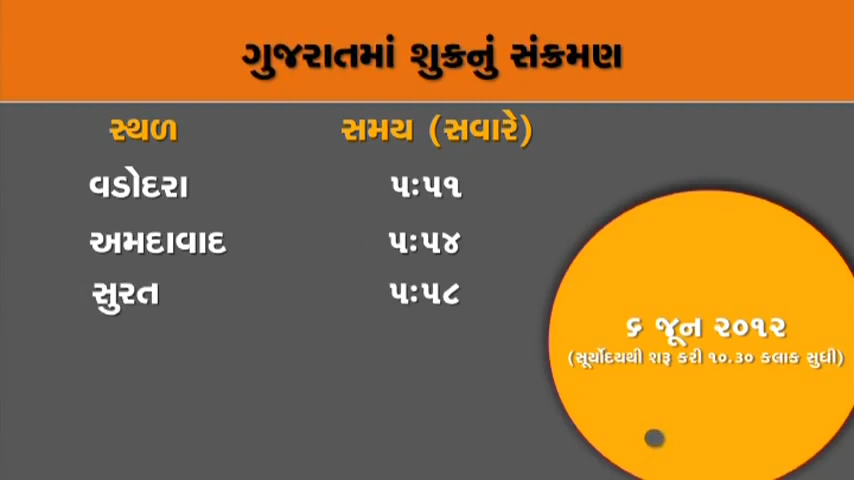 ગુજરાતમાં શુક્રનું સંક્રમણ
સ્થળ સમય (સવારે)
વડોદરા ૫:૫૧
અમદાવાદ ૫:૫૪
સુરત ૫:૫૮
૬ જૂન ૨૦૧૨
(સૂર્યોદયથી શરૂ કરી ૧૦.૩૦ કલાક સુધી)